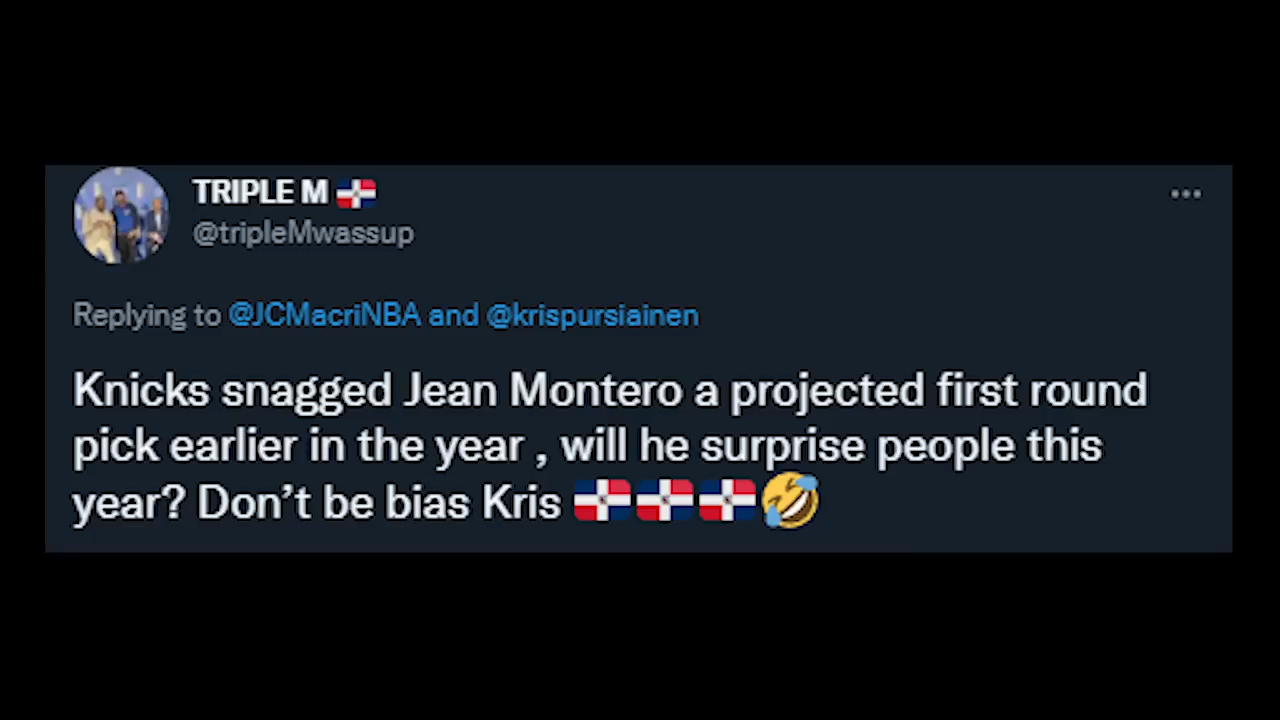 TRIPLE M 🇩🇴
@tripleMwassup
Replying to @JCMacriNBA and @krispursiainen
Knicks snagged Jean Montero a projected first round
pick earlier in the year , will he surprise people this
year? Don’t be bias Kris 🇩🇴🇩🇴🇩🇴🤣